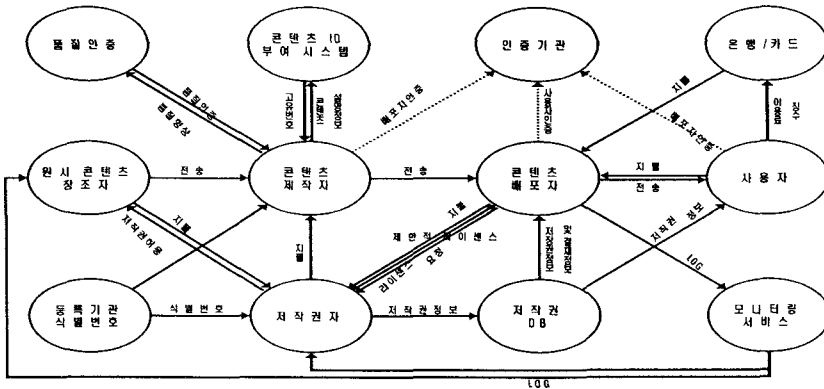 품질인증
콘텐츠 ID
부여 시스템
인증기관
은행/카드
품질인증
품질향상
고유번호
배포자인증
사용자인증
지불
배포자인증
이용료
징수
원시 콘텐츠
창조자
전송
콘텐츠
제작자
전송
콘텐츠
배포자
지불
전송
사용자
지불
저작권허용
지불
지불
제한적 라이센스
라이센스 요청
저작권정보
및 결제정보
저작권 정보
LOG
등록기관
식별번호
식별번호
저작권자
저작권정보
저작권
DB
모니터링
서비스
LOG